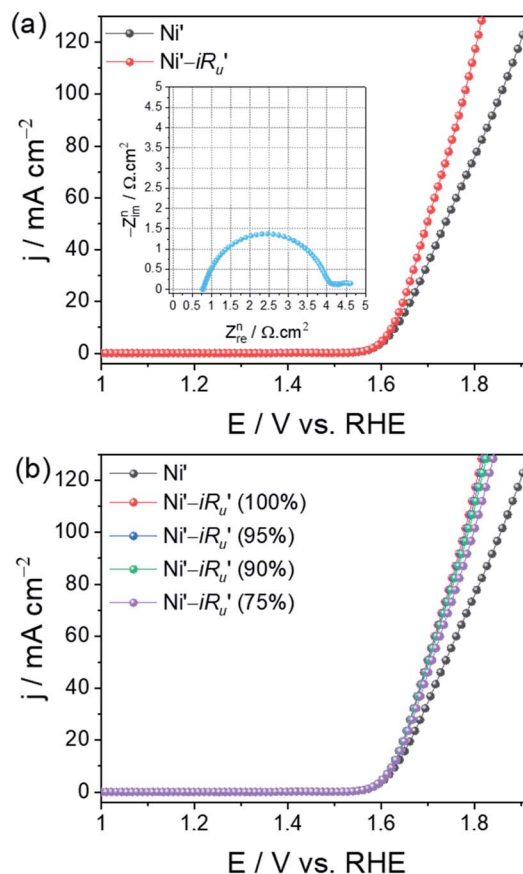 (a)
120
100
80
60
40
20
0
j / mA cm⁻²
Ni'
Ni'–iRᵤ'
5
4.5
4
3.5
3
2.5
2
1.5
1
0.5
0
–Zⁿᵢₘ / Ω.cm²
0 0.5 1 1.5 2 2.5 3 3.5 4 4.5 5
Zⁿᵣₑ / Ω.cm²
1 1.2 1.4 1.6 1.8
E / V vs. RHE
(b)
120
100
80
60
40
20
0
j / mA cm⁻²
Ni'
Ni'–iRᵤ' (100%)
Ni'–iRᵤ' (95%)
Ni'–iRᵤ' (90%)
Ni'–iRᵤ' (75%)
1 1.2 1.4 1.6 1.8
E / V vs. RHE